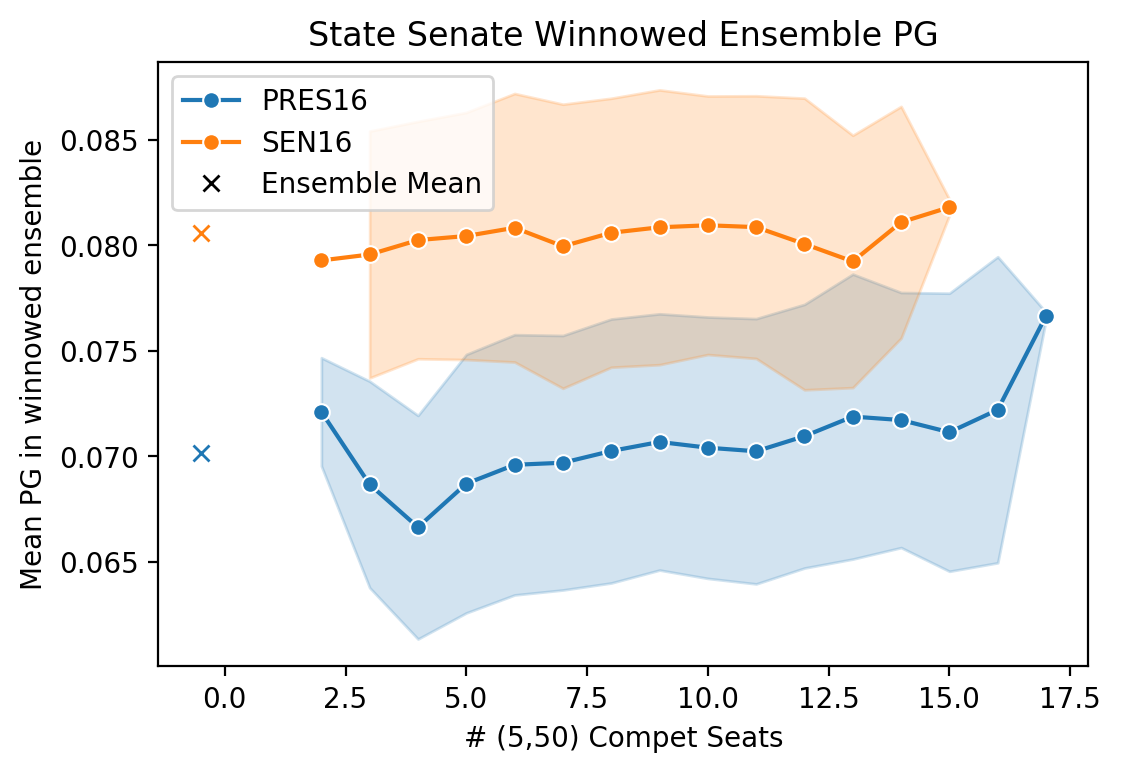 State Senate Winnowed Ensemble PG
PRES16
SEN16
Ensemble Mean
Mean PG in winnowed ensemble
0.085
0.080
0.075
0.070
0.065
0.0 2.5 5.0 7.5 10.0 12.5 15.0 17.5
# (5,50) Compet Seats